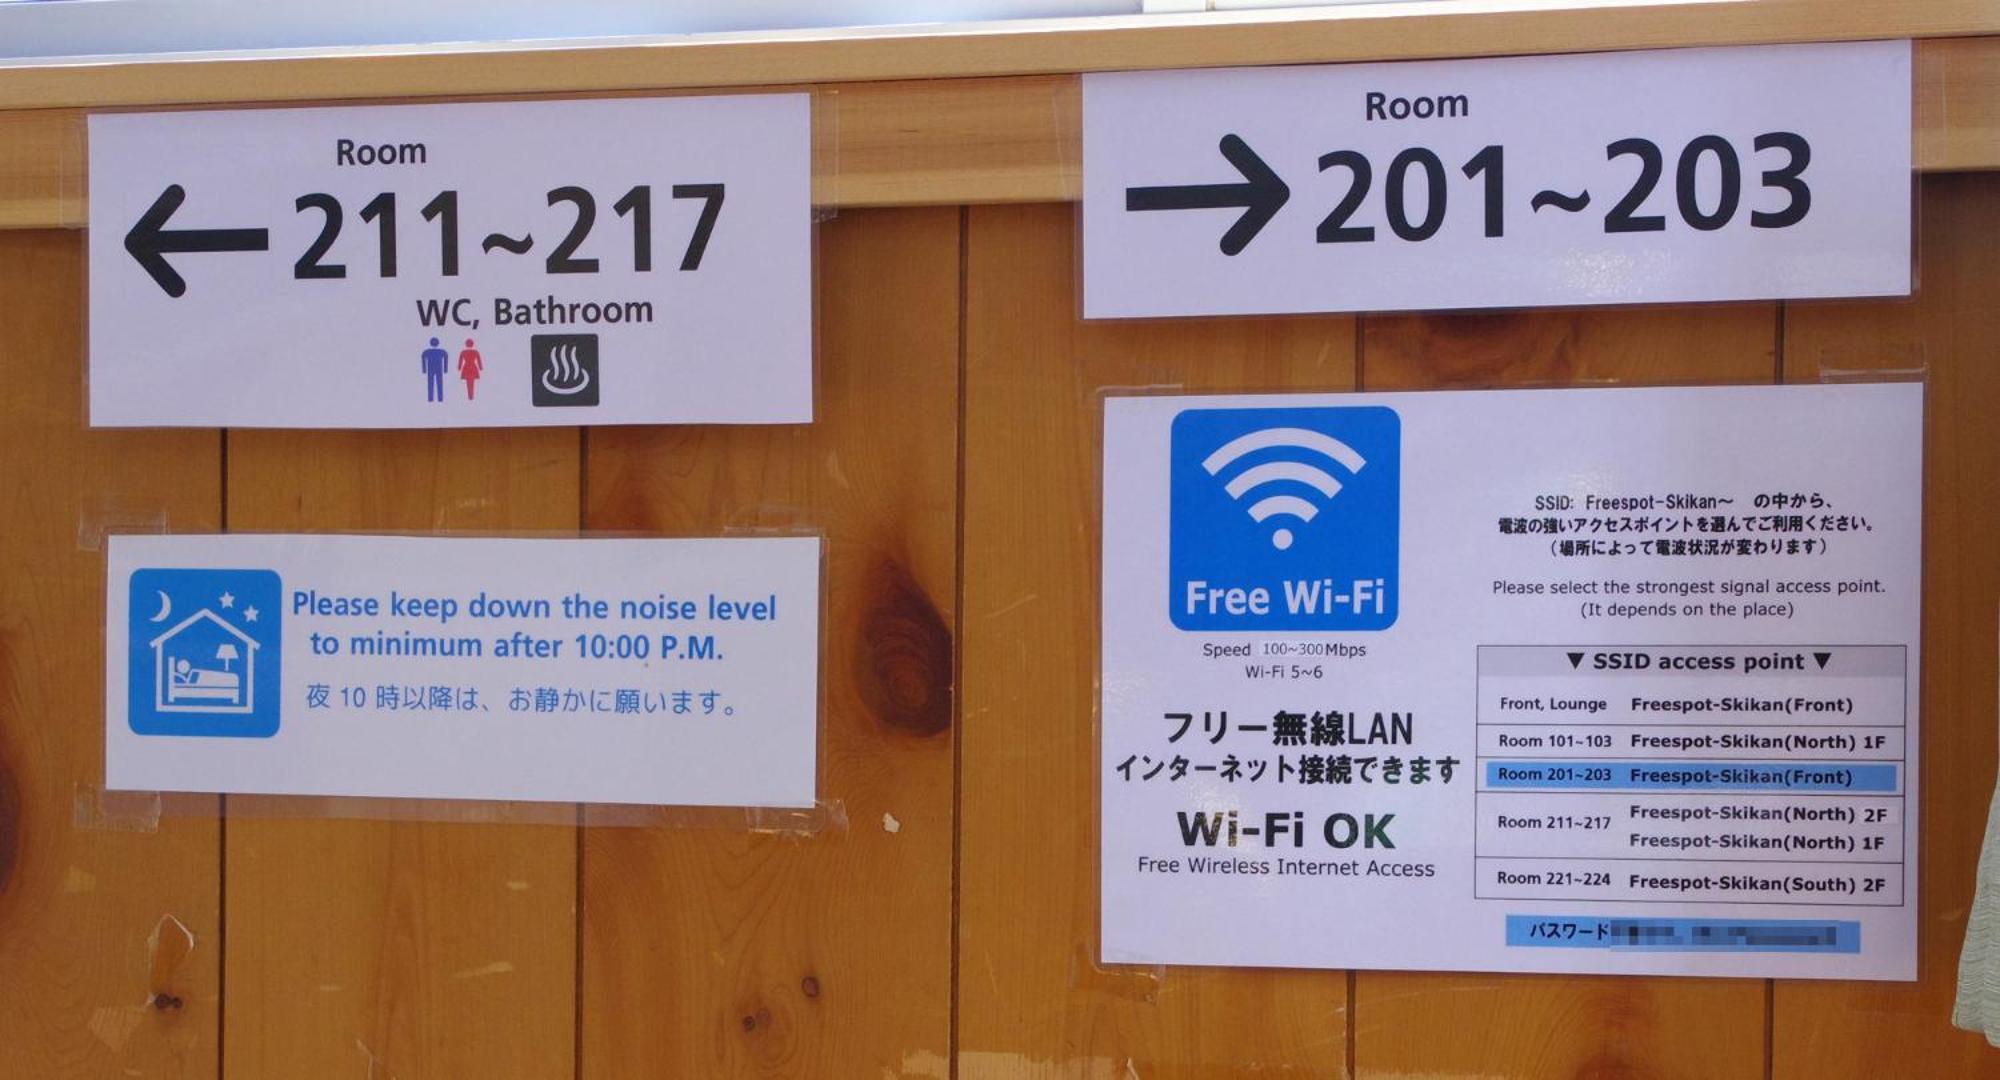 Room
211~217
WC, Bathroom
Room
201~203
Please keep down the noise level
to minimum after 10:00 P.M.
夜10時以降は、お静かに願います。
Free Wi-Fi
Speed 100~300Mbps
Wi-Fi 5~6
フリー無線LAN
インターネット接続できます
Wi-Fi OK
Free Wireless Internet Access
SSID: Freespot-Skikan～ の中から、
電波の強いアクセスポイントを選んでご利用ください。
（場所によって電波状況が変わります）
Please select the strongest signal access point.
(It depends on the place)
▼ SSID access point ▼
Front, Lounge Freespot-Skikan(Front)
Room 101~103 Freespot-Skikan(North) 1F
Room 201~203 Freespot-Skikan(Front)
Room 211~217 Freespot-Skikan(North) 2F
Freespot-Skikan(North) 1F
Room 221~224 Freespot-Skikan(South) 2F
パスワード